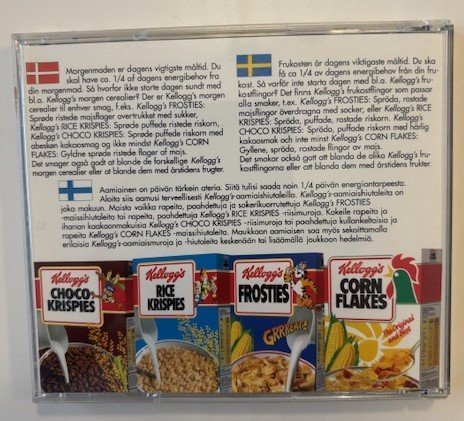 Morgenmaden er dagens vigtigste måltid. Du
skal have ca. 1/4 af dagens energibehov fra
din morgenmad. Så hvorfor ikke starte dagen sundt med
bl.a. Kellogg's morgen cerealier? Der er Kellogg's morgen
cerealier til enhver smag, f.eks. Kellogg's FROSTIES:
Sprøde ristede majsflager overtrukket med sukker,
Kellogg's RICE KRISPIES: Sprøde puffede ristede riskorn,
Kellogg's CHOCO KRISPIES: Sprøde puffede riskorn med
abesken kakaosmag og ikke mindst Kellogg's CORN
FLAKES: Gyldne sprøde ristede flager af majs.
Det smager også godt at blande de forskellige Kellogg's
morgen cerealier eller at blande dem med årstidens frugter.
Frukosten är dagens viktigaste måltid. Du ska
få ca 1/4 av dagens energibehov från din fru-
kost. Så varför inte starta dagen med bl a Kellogg's fru-
kostflingor? Det finns Kellogg's frukostflingor som passar
alla smaker, t.ex. Kellogg's FROSTIES: Spröda, rostade
majsflingor överdragna med socker, eller Kellogg's RICE
KRISPIES: Spröda, puffade, rostade riskorn. Kellogg's
CHOCO KRISPIES: Spröda, puffade riskorn med härlig
kakaosmak och inte minst Kellogg's CORN FLAKES:
Gyllene, spröda, rostade flingor av majs.
Det smakar också gott att blanda de olika Kellogg's fru-
kostflingorna eller att blanda dem med årstidens frukter.
Aamiainen on päivän tärkein ateria. Siitä tulisi saada noin 1/4 päivän energiantarpeesta.
Aloita siis aamusi terveellisesti Kellogg's-aamiaishiutaleilla. Kellogg's-aamiaishiutaleita on
joka makuun. Maista vaikka rapeita, paahdettuja ja sokerikuorrutettuja Kellogg's FROSTIES
-maissihiutaleita tai rapeita, paahdettuja Kellogg's RICE KRISPIES -riisimuroja. Kokeile rapeita ja
ihanan kaakaonmakuisia Kellogg's CHOCO KRISPIES -riisimuroja tai paahdettuja kullankeltaisia ja
rapeita Kellogg's CORN FLAKES -maissihiutaleita. Maukkaan aamiaisen saa myös sekoittamalla
erilaisia Kellogg's-aamiaismuroja ja -hiutaleita keskenään tai lisäämällä joukkoon hedelmiä.
Kellogg's
CHOCO
KRISPIES
Kellogg's
RICE
KRISPIES
Kellogg's
FROSTIES
GRRREAT!
Kellogg's
CORN
FLAKES
The Original
and Best